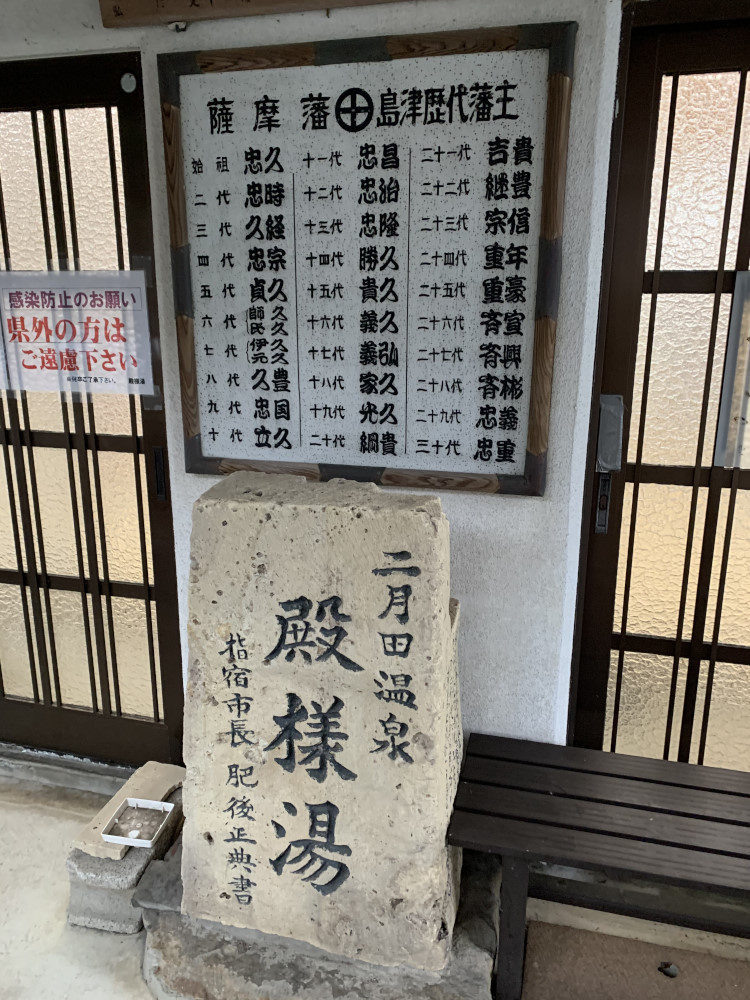 薩摩藩 島津歴代藩主
始祖 忠久
二代 忠時
三代 久経
四代 忠宗
五代 貞久
六代 師久 氏久
七代 伊久 元久
八代 久豊
九代 忠国
十代 立久
十一代 忠昌
十二代 忠治
十三代 忠隆
十四代 勝久
十五代 貴久
十六代 義久
十七代 義弘
十八代 家久
十九代 光久
二十代 綱貴
二十一代 吉貴
二十二代 継豊
二十三代 宗信
二十四代 重年
二十五代 重豪
二十六代 斉宣
二十七代 斉興
二十八代 斉彬
二十九代 忠義
三十代 忠重
感染防止のお願い
県外の方は
ご遠慮下さい
二月田温泉
殿様湯
指宿市長 肥後正典書